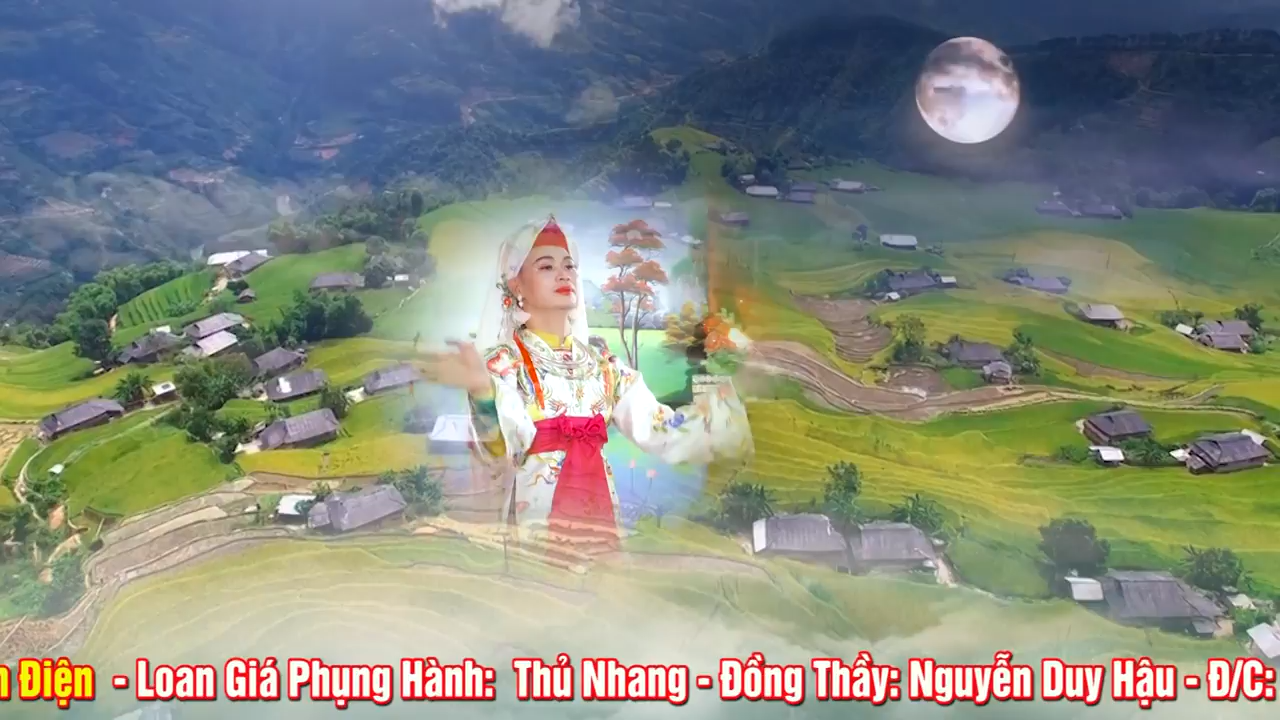 Điện - Loan Giá Phụng Hành: Thủ Nhang - Đồng Thầy: Nguyễn Duy Hậu - Đ/C: